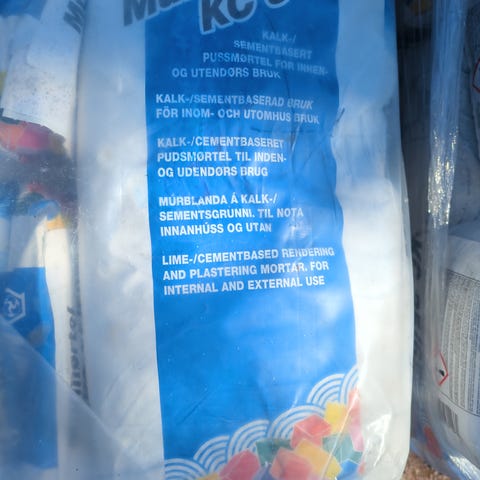 KC
KALK-/
SEMENTBASERT
PUSSMØRTEL FOR INNEN-
OG UTENDØRS BRUK
KALK-/SEMENTBASERAD BRUK
FÖR INOM- OCH UTOMHUS BRUK
KALK-/CEMENTBASERET
PUDSMØRTEL TIL INDEN-
OG UDENDØRS BRUG
MÚRBLANDA Á KALK-/
SEMENTSGRUNNI. TIL NOTA
INNANHÚSS OG UTAN
LIME-/CEMENTBASED RENDERING
AND PLASTERING MORTAR. FOR
INTERNAL AND EXTERNAL USE